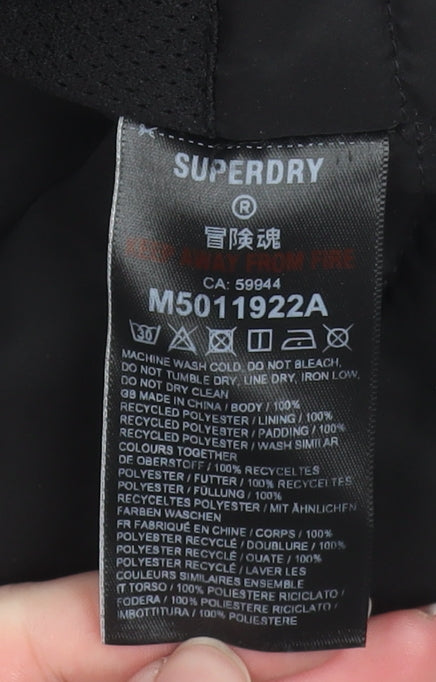 SUPERDRY
®
冒険魂
KEEP AWAY FROM FIRE
CA: 59944
M5011922A
30
MACHINE WASH COLD, DO NOT BLEACH,
DO NOT TUMBLE DRY, LINE DRY, IRON LOW,
DO NOT DRY CLEAN
GB MADE IN CHINA / BODY / 100%
RECYCLED POLYESTER / LINING / 100%
RECYCLED POLYESTER / PADDING / 100%
RECYCLED POLYESTER / WASH SIMILAR
COLOURS TOGETHER
DE OBERSTOFF / 100% RECYCELTES
POLYESTER / FUTTER / 100% RECYCELTES
POLYESTER / FÜLLUNG / 100%
RECYCELTES POLYESTER / MIT ÄHNLICHEN
FARBEN WASCHEN
FR FABRIQUÉ EN CHINE / CORPS / 100%
POLYESTER RECYCLÉ / DOUBLURE / 100%
POLYESTER RECYCLÉ / OUATE / 100%
POLYESTER RECYCLÉ / LAVER LES
COULEURS SIMILAIRES ENSEMBLE
IT TORSO / 100% POLIESTERE RICICLATO /
FODERA / 100% POLIESTERE RICICLATO /
IMBOTTITURA / 100% POLIESTERE